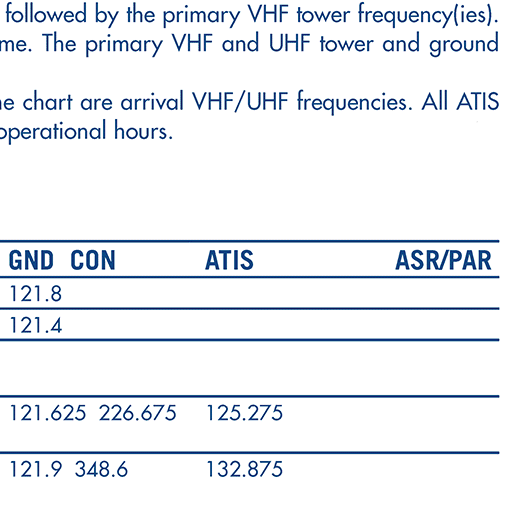 followed by the primary VHF tower frequency(ies).
me. The primary VHF and UHF tower and ground
chart are arrival VHF/UHF frequencies. All ATIS
operational hours.
GND CON ATIS ASR/PAR
121.8
121.4
121.625 226.675 125.275
121.9 348.6 132.875